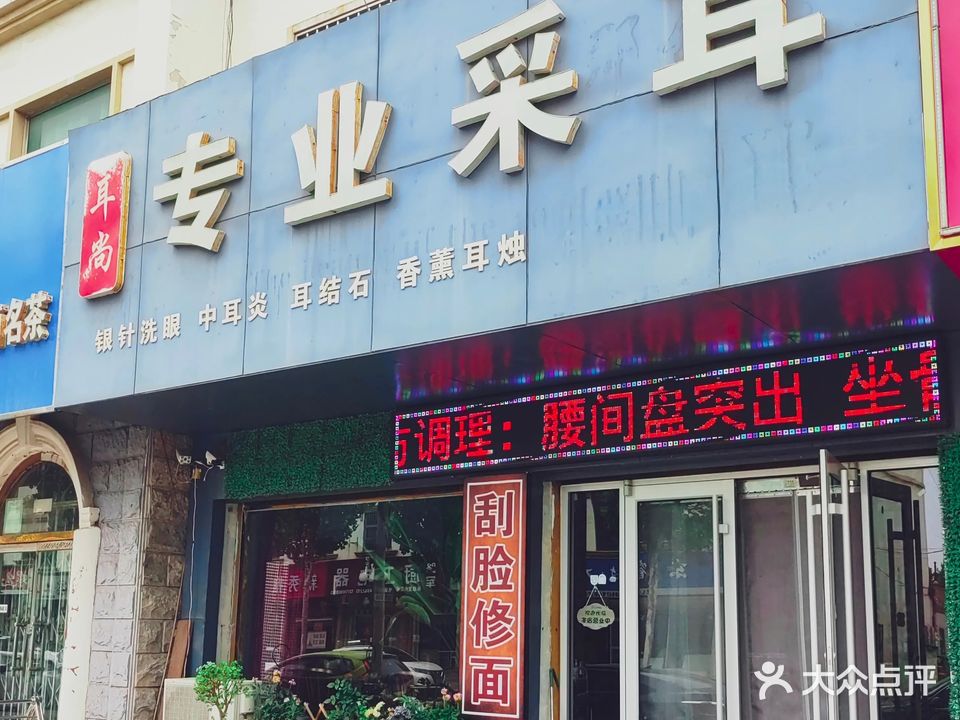 耳尚
专业采耳
银针洗眼 中耳炎 耳结石 香薰耳烛
名茶
方调理：腰间盘突出 坐骨
刮脸修面
大众点评